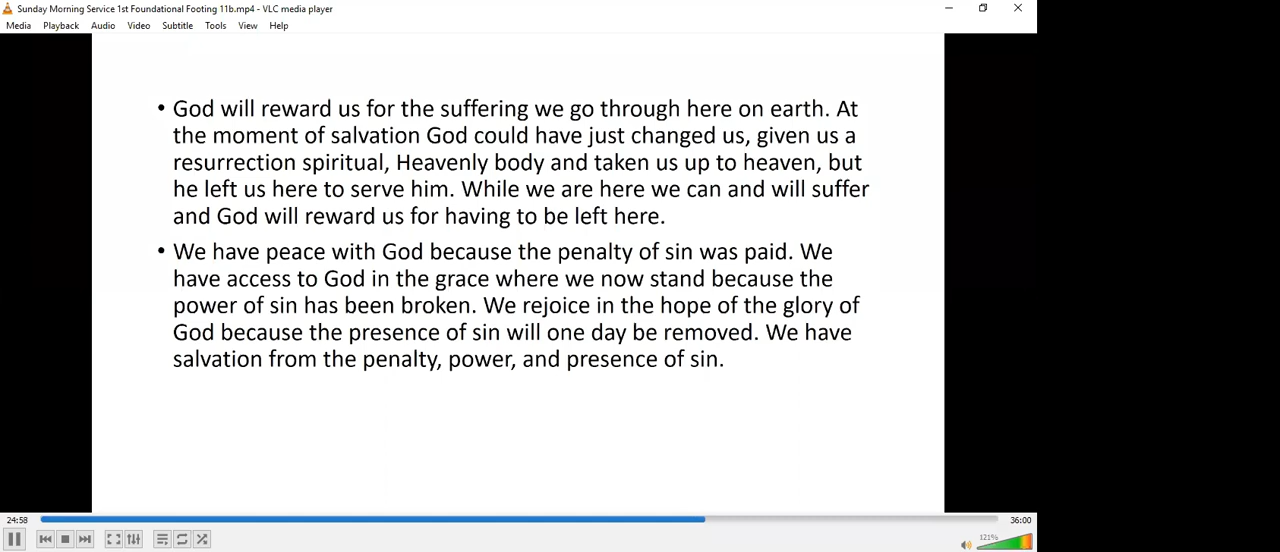 Sunday Morning Service 1st Foundational Footing 11b.mp4 - VLC media player
Media Playback Audio Video Subtitle Tools View Help
• God will reward us for the suffering we go through here on earth. At
the moment of salvation God could have just changed us, given us a
resurrection spiritual, Heavenly body and taken us up to heaven, but
he left us here to serve him. While we are here we can and will suffer
and God will reward us for having to be left here.
• We have peace with God because the penalty of sin was paid. We
have access to God in the grace where we now stand because the
power of sin has been broken. We rejoice in the hope of the glory of
God because the presence of sin will one day be removed. We have
salvation from the penalty, power, and presence of sin.
24:58 36:00
121%